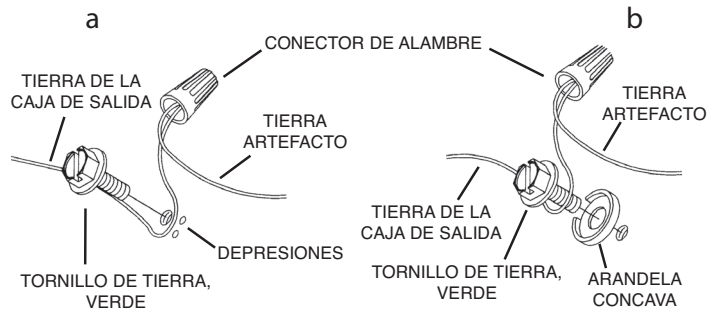 a
b
CONECTOR DE ALAMBRE
TIERRA DE LA
CAJA DE SALIDA
TIERRA
ARTEFACTO
DEPRESIONES
TORNILLO DE TIERRA,
VERDE
TIERRA
ARTEFACTO
TIERRA DE LA
CAJA DE SALIDA
TORNILLO DE TIERRA,
VERDE
ARANDELA
CONCAVA